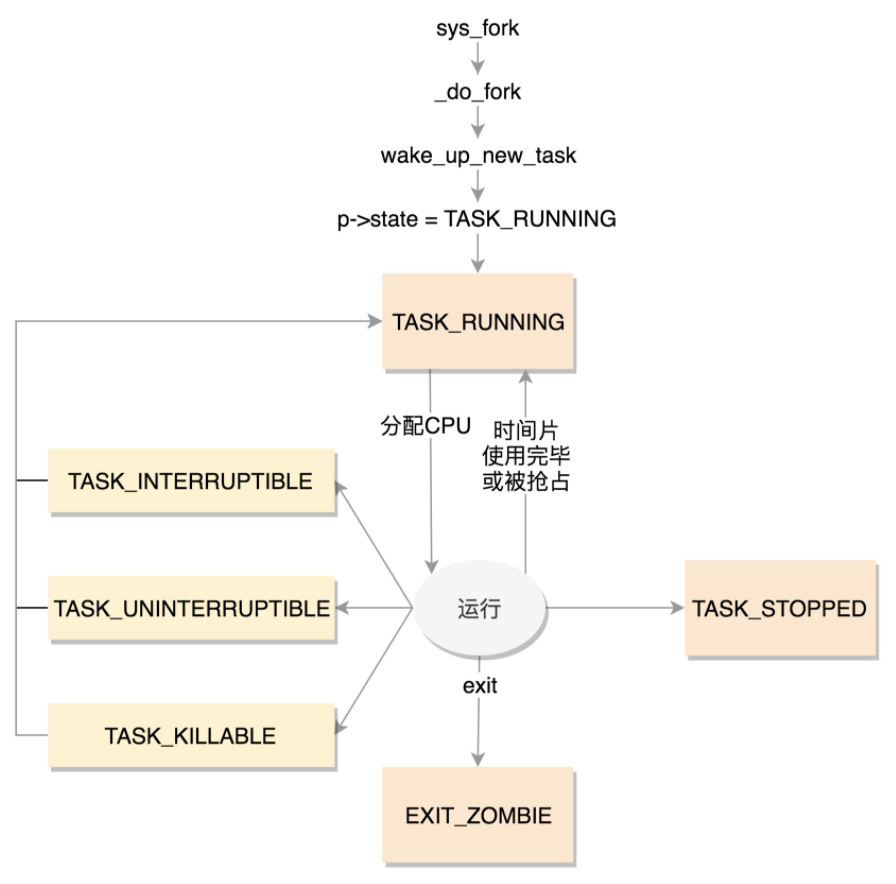 sys_fork
_do_fork
wake_up_new_task
p->state = TASK_RUNNING
TASK_RUNNING
分配CPU
时间片
使用完毕
或被抢占
TASK_INTERRUPTIBLE
TASK_UNINTERRUPTIBLE
运行
TASK_STOPPED
exit
TASK_KILLABLE
EXIT_ZOMBIE